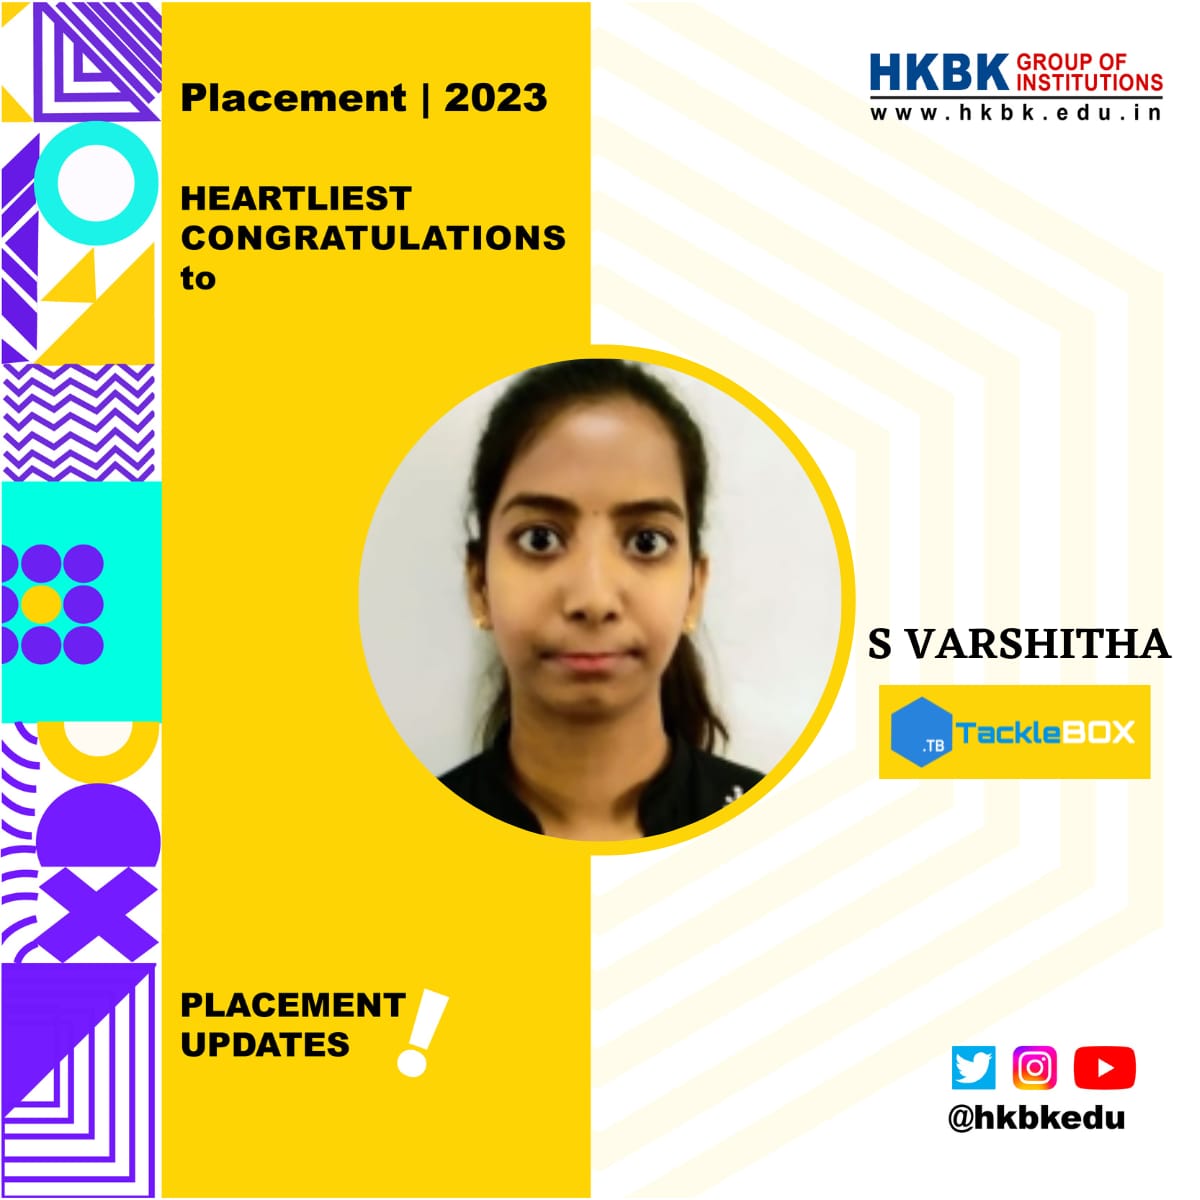 Placement | 2023
HKBK GROUP OF INSTITUTIONS
www.hkbk.edu.in
HEARTLIEST
CONGRATULATIONS
to
S VARSHITHA
.TB TackleBOX
PLACEMENT
UPDATES !
@hkbkedu